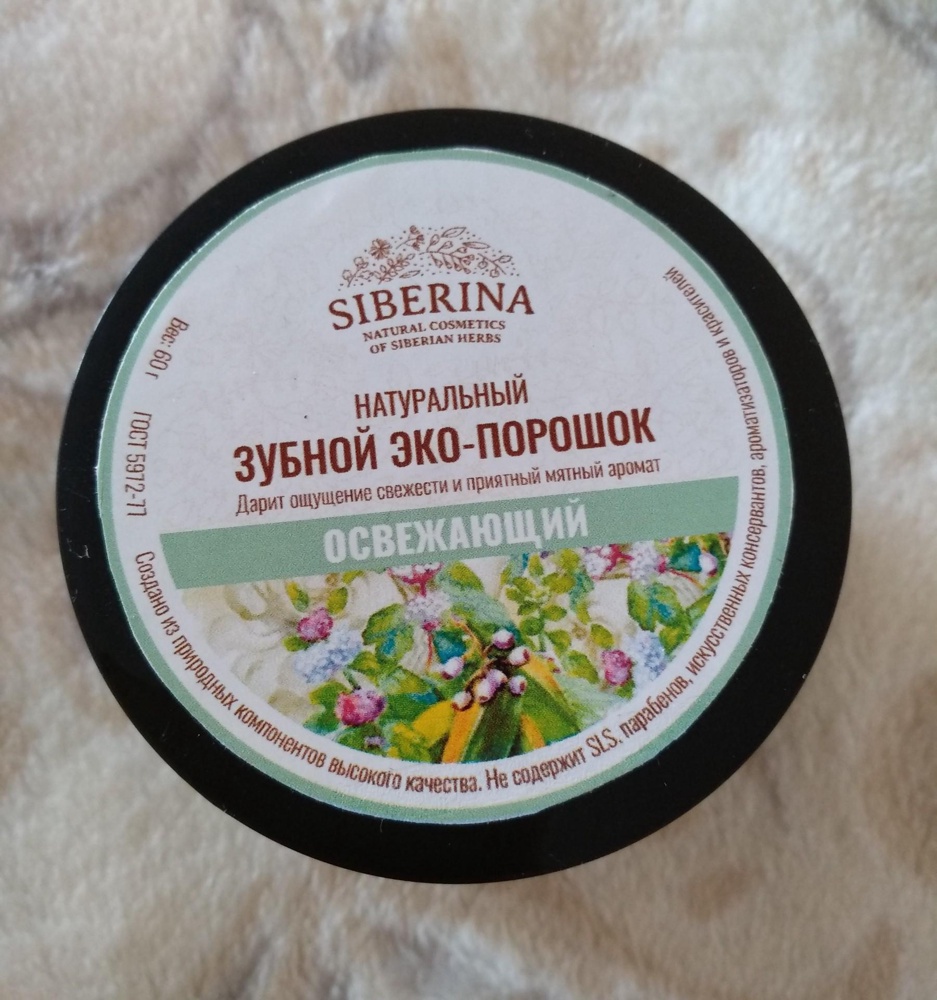 SIBERINA
NATURAL COSMETICS
OF SIBERIAN HERBS
НАТУРАЛЬНЫЙ
ЗУБНОЙ ЭКО-ПОРОШОК
Дарит ощущение свежести и приятный мятный аромат
ОСВЕЖАЮЩИЙ
Вес: 60 г
ГОСТ 5972-77
Создано из природных компонентов высокого качества. Не содержит SLS, парабенов, искусственных консервантов, ароматизаторов и красителей